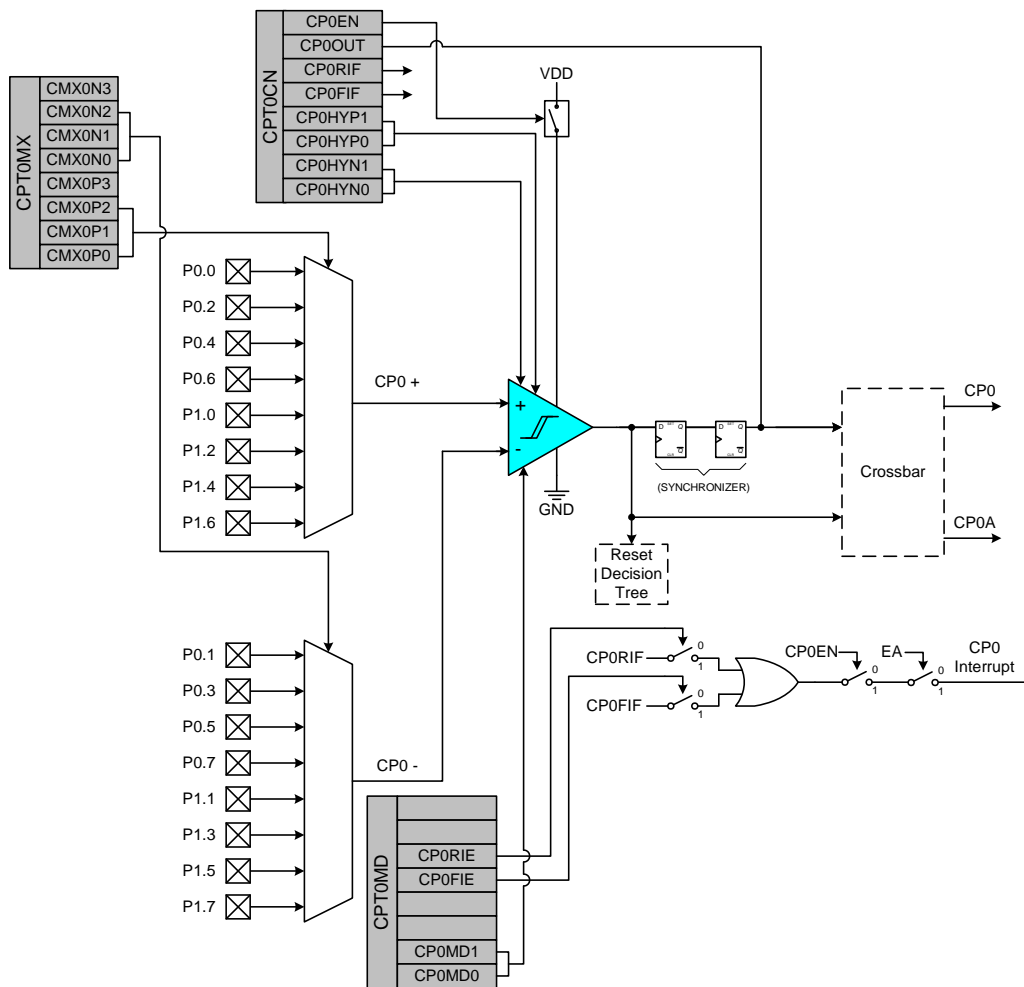 CPT0CN
CP0EN
CP0OUT
CP0RIF
CP0FIF
CP0HYP1
CP0HYP0
CP0HYN1
CP0HYN0
VDD
CPT0MX
CMX0N3
CMX0N2
CMX0N1
CMX0N0
CMX0P3
CMX0P2
CMX0P1
CMX0P0
P0.0
P0.2
P0.4
P0.6
P1.0
P1.2
P1.4
P1.6
CP0 +
+
-
GND
D
SET
Q
CLR
Q
D
SET
Q
CLR
Q
(SYNCHRONIZER)
Reset
Decision
Tree
Crossbar
CP0
CP0A
P0.1
P0.3
P0.5
P0.7
P1.1
P1.3
P1.5
P1.7
CP0 -
CP0RIF
0
1
CP0FIF
0
1
CP0EN
0
1
EA
0
1
CP0
Interrupt
CPT0MD
CP0RIE
CP0FIE
CP0MD1
CP0MD0